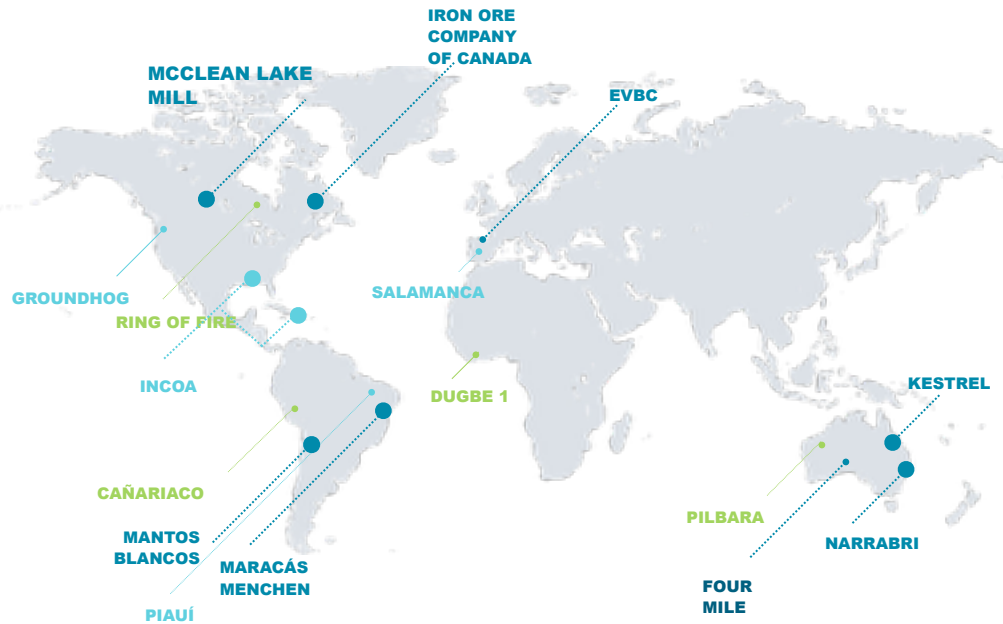 IRON ORE
COMPANY
OF CANADA
MCCLEAN LAKE
MILL
EVBC
GROUNDHOG
SALAMANCA
RING OF FIRE
INCOA
DUGBE 1
KESTREL
CAÑARIACO
PILBARA
MANTOS
BLANCOS
NARRABRI
MARACÁS
MENCHEN
FOUR
MILE
PIAUÍ